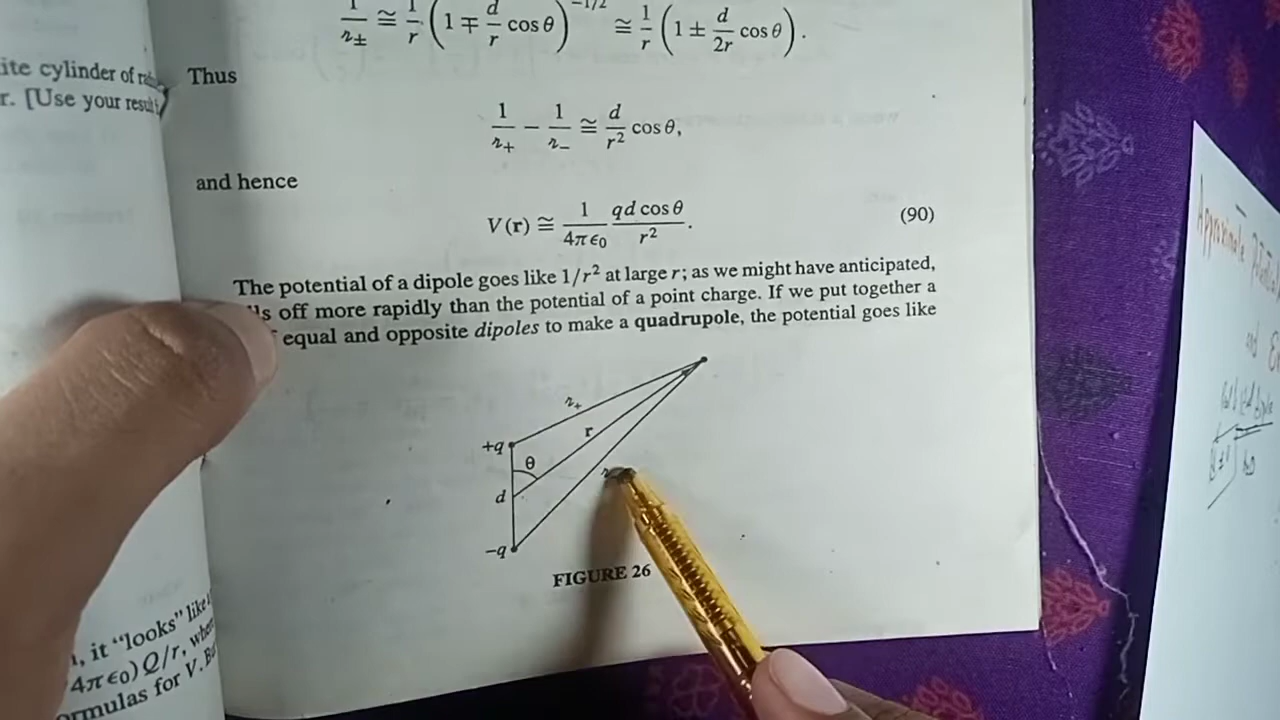 ite cylinder of
r. [Use your result
1/𝓇± ≅ 1/r (1 ∓ d/r cos θ)^−1/2 ≅ 1/r (1 ± d/2r cos θ).
Thus
1/𝓇₊ − 1/𝓇₋ ≅ d/r² cos θ,
and hence
V(r) ≅ 1/4πϵ₀ qd cos θ/r². (90)
The potential of a dipole goes like 1/r² at large r; as we might have anticipated,
off more rapidly than the potential of a point charge. If we put together a
equal and opposite dipoles to make a quadrupole, the potential goes like
𝓇₊
r
+q
θ
d
−q
FIGURE 26
, it “looks” like
4πϵ₀) Q/r, 
ormulas for V.
Approximate
and